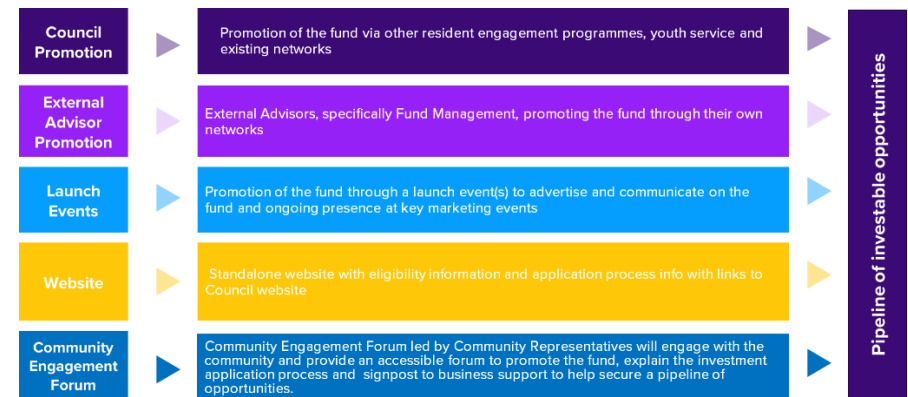 Council
Promotion
Promotion of the fund via other resident engagement programmes, youth service and
existing networks
External
Advisor
Promotion
External Advisors, specifically Fund Management, promoting the fund through their own
networks
Launch
Events
Promotion of the fund through a launch event(s) to advertise and communicate on the
fund and ongoing presence at key marketing events
Website
Standalone website with eligibility information and application process info with links to
Council website
Community
Engagement
Forum
Community Engagement Forum led by Community Representatives will engage with the
community and provide an accessible forum to promote the fund, explain the investment
application process and signpost to business support to help secure a pipeline of
opportunities.
Pipeline of investable opportunities